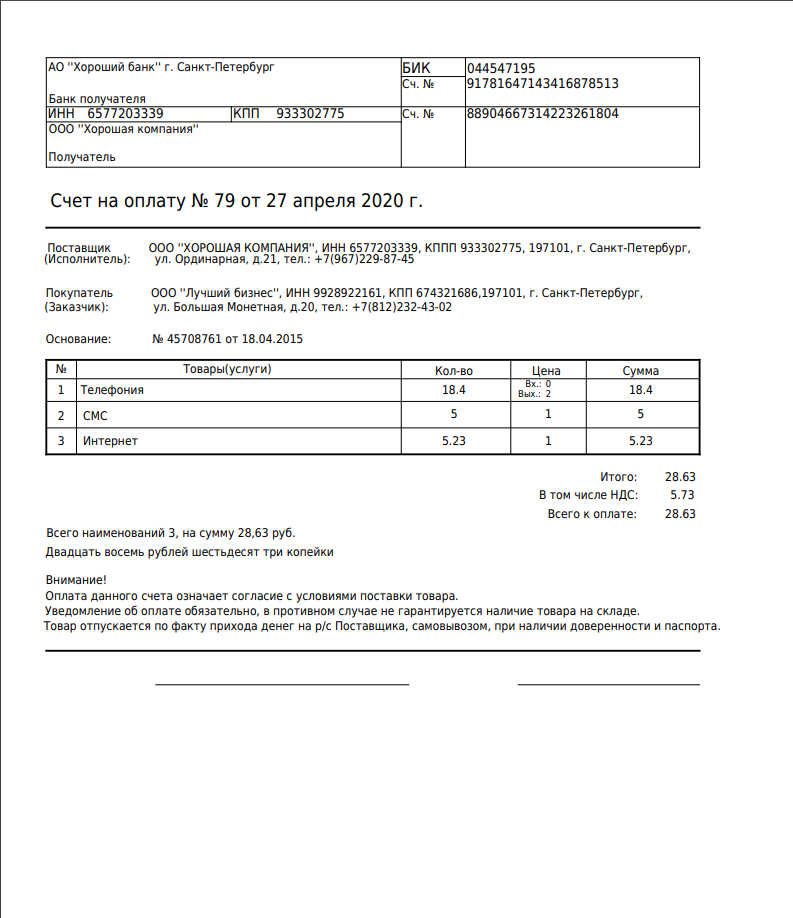 АО ''Хороший банк'' г. Санкт-Петербург БИК 044547195
Сч. № 91781647143416878513
Банк получателя
ИНН 6577203339 КПП 933302775 Сч. № 88904667314223261804
ООО ''Хорошая компания''
Получатель
Счет на оплату № 79 от 27 апреля 2020 г.
Поставщик ООО ''ХОРОШАЯ КОМПАНИЯ'', ИНН 6577203339, КППП 933302775, 197101, г. Санкт-Петербург,
(Исполнитель): ул. Ординарная, д.21, тел.: +7(967)229-87-45
Покупатель ООО ''Лучший бизнес'', ИНН 9928922161, КПП 674321686,197101, г. Санкт-Петербург,
(Заказчик): ул. Большая Монетная, д.20, тел.: +7(812)232-43-02
Основание: № 45708761 от 18.04.2015
№ Товары(услуги) Кол-во Цена Сумма
1 Телефония 18.4 Вх.: 0 18.4
Вых.: 2
2 СМС 5 1 5
3 Интернет 5.23 1 5.23
Итого: 28.63
В том числе НДС: 5.73
Всего к оплате: 28.63
Всего наименований 3, на сумму 28,63 руб.
Двадцать восемь рублей шестьдесят три копейки
Внимание!
Оплата данного счета означает согласие с условиями поставки товара.
Уведомление об оплате обязательно, в противном случае не гарантируется наличие товара на складе.
Товар отпускается по факту прихода денег на р/с Поставщика, самовывозом, при наличии доверенности и паспорта.